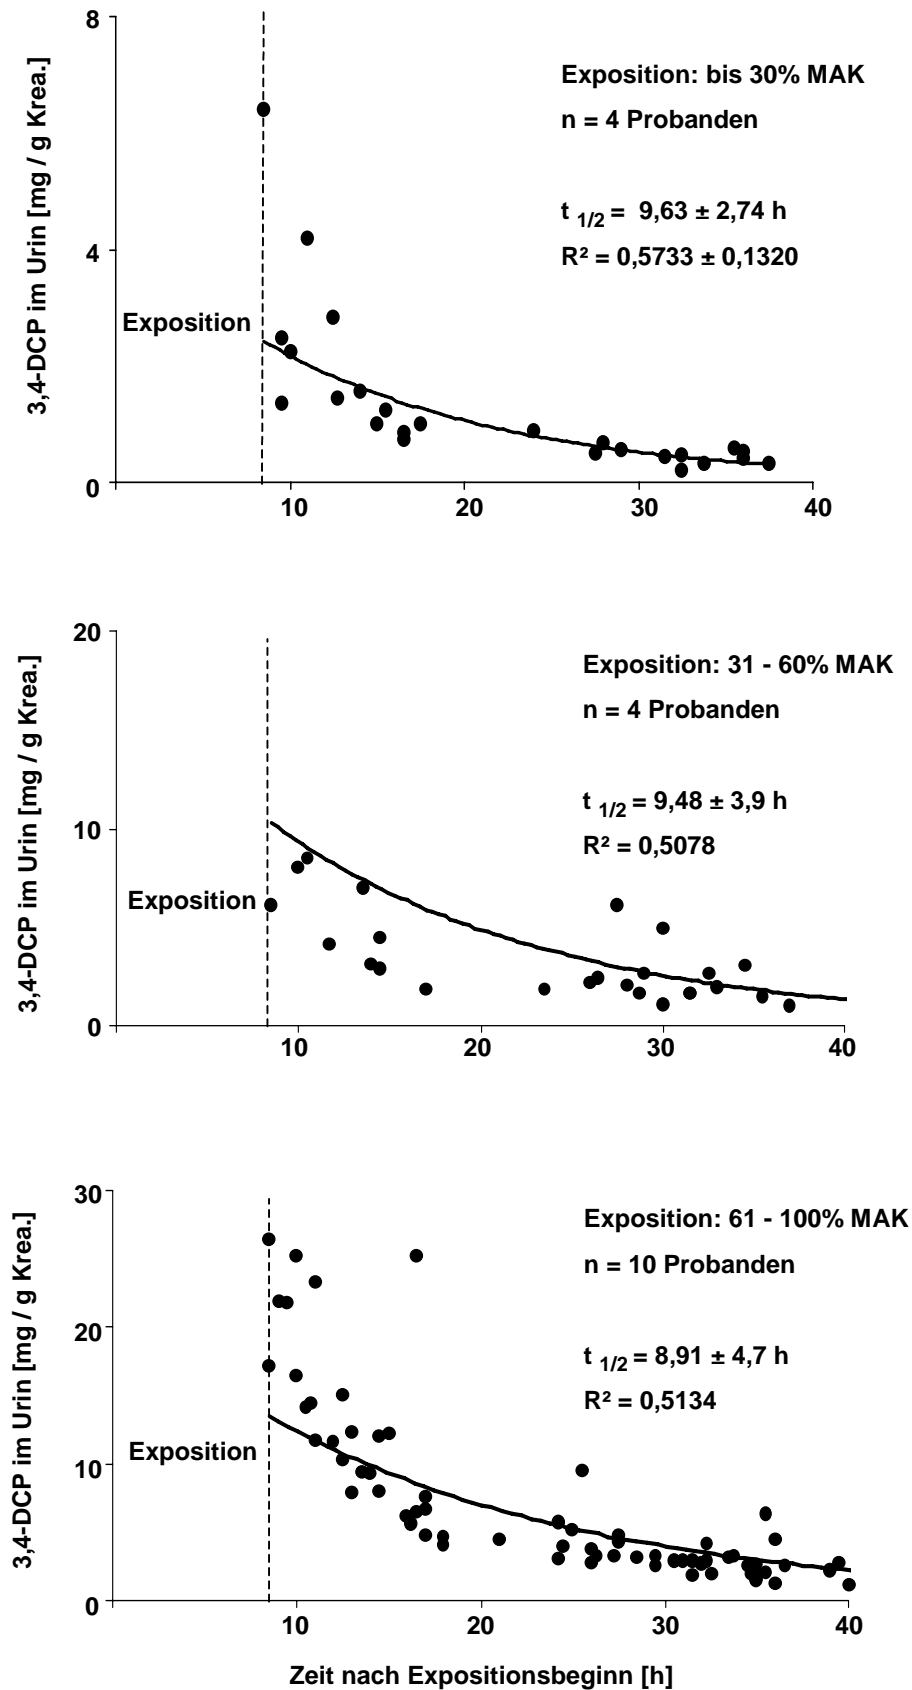 8
Exposition: bis 30% MAK
n = 4 Probanden
t 1/2 = 9,63 ± 2,74 h
R² = 0,5733 ± 0,1320
4
Exposition
3,4-DCP im Urin [mg / g Krea.]
0
10
20
30
40
20
Exposition: 31 - 60% MAK
n = 4 Probanden
t 1/2 = 9,48 ± 3,9 h
R² = 0,5078
10
Exposition
3,4-DCP im Urin [mg / g Krea.]
0
10
20
30
40
30
Exposition: 61 - 100% MAK
n = 10 Probanden
20
t 1/2 = 8,91 ± 4,7 h
R² = 0,5134
Exposition
10
3,4-DCP im Urin [mg / g Krea.]
0
10
20
30
40
Zeit nach Expositionsbeginn [h]